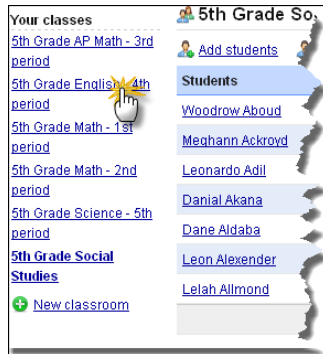 Your classes
5th Grade AP Math - 3rd
period
5th Grade English - 4th
period
5th Grade Math - 1st
period
5th Grade Math - 2nd
period
5th Grade Science - 5th
period
5th Grade Social
Studies
New classroom
5th Grade So
Add students
Students
Woodrow Aboud
Meghann Ackroyd
Leonardo Adil
Danial Akana
Dane Aldaba
Leon Alexender
Lelah Allmond